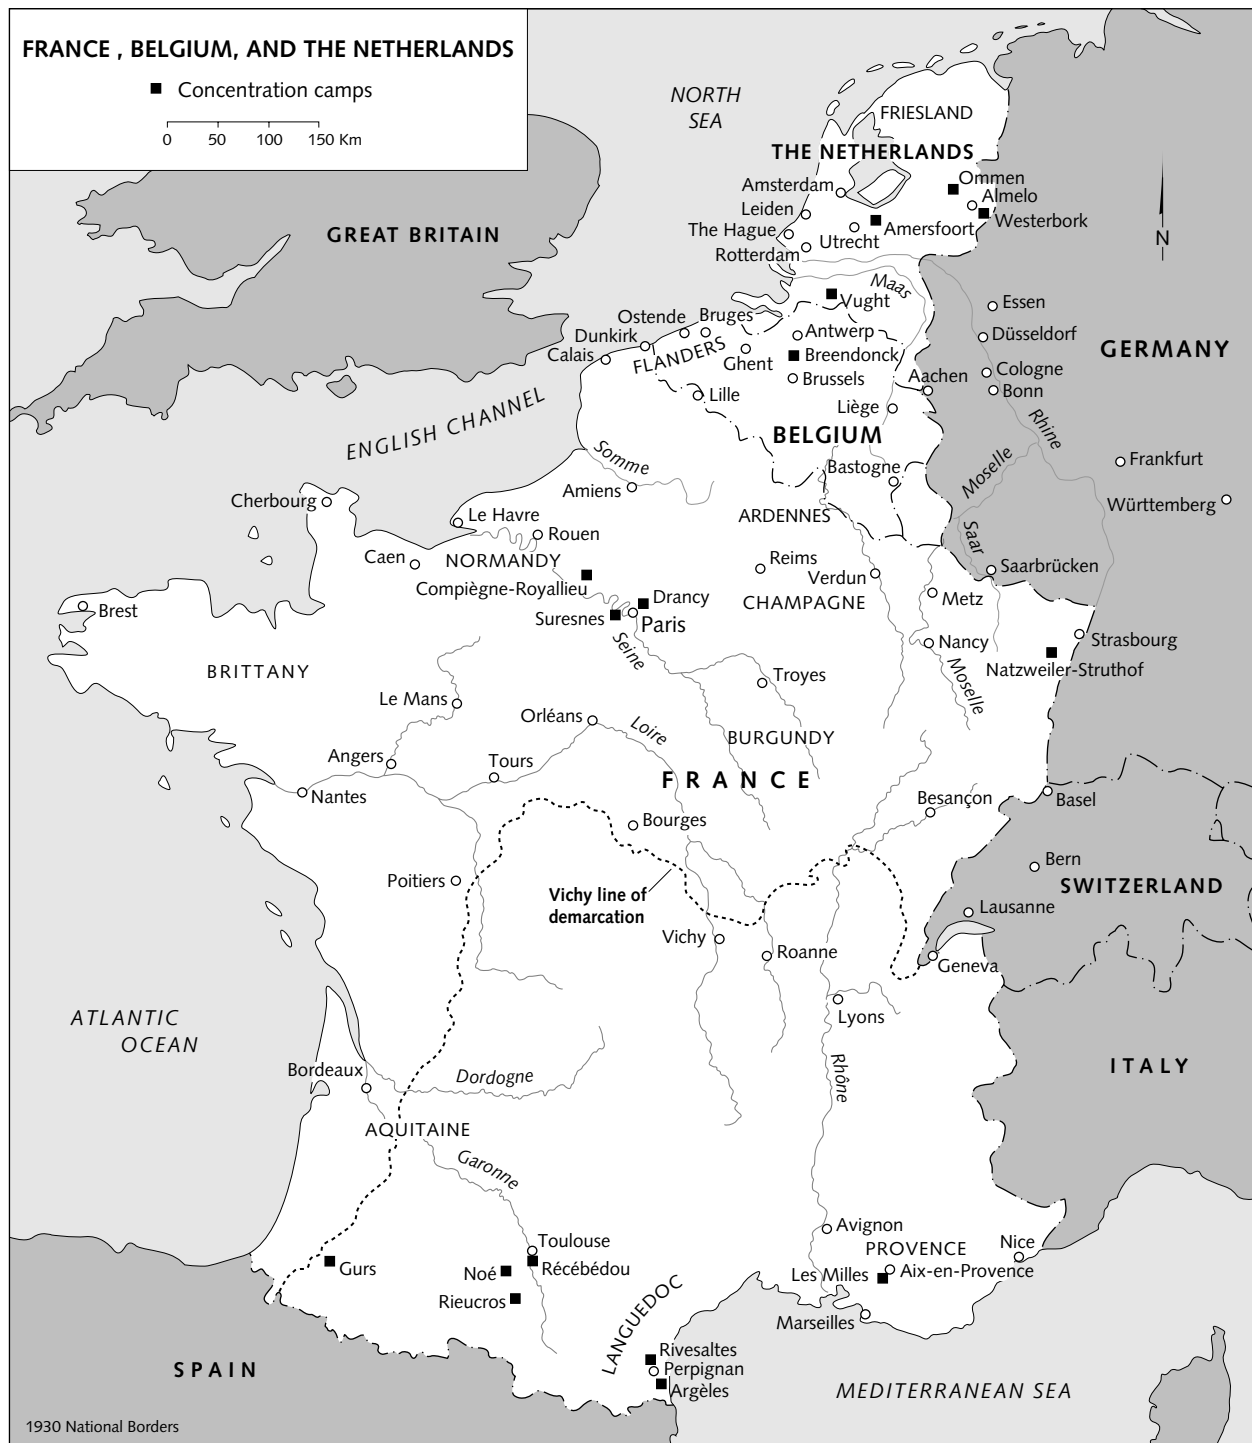 FRANCE , BELGIUM, AND THE NETHERLANDS
Concentration camps
0 50 100 150 Km
NORTH
SEA
FRIESLAND
THE NETHERLANDS
Ommen
Amsterdam
Almelo
Leiden
Westerbork
The Hague
Utrecht
Amersfoort
Rotterdam
GREAT BRITAIN
N
Maas
Vught
Essen
Ostende
Bruges
Dunkirk
Antwerp
Düsseldorf
Calais
FLANDERS
Ghent
Breendonck
GERMANY
Brussels
Aachen
Cologne
Bonn
Lille
Liège
Rhine
ENGLISH CHANNEL
BELGIUM
Somme
Bastogne
Moselle
Frankfurt
Amiens
Cherbourg
Württemberg
Le Havre
ARDENNES
Rouen
Saar
Caen
NORMANDY
Reims
Saarbrücken
Compiègne-Royallieu
Verdun
Drancy
CHAMPAGNE
Metz
Brest
Suresnes
Paris
Strasbourg
Seine
Nancy
BRITTANY
Natzweiler-Struthof
Troyes
Moselle
Le Mans
Orléans
Loire
BURGUNDY
Angers
Tours
FRANCE
Nantes
Besançon
Basel
Bourges
Bern
Poitiers
Vichy line of
demarcation
SWITZERLAND
Lausanne
Vichy
Roanne
Geneva
ATLANTIC
OCEAN
Lyons
Bordeaux
Dordogne
Rhône
ITALY
AQUITAINE
Garonne
Avignon
Toulouse
PROVENCE
Nice
Gurs
Noé
Récébédou
Les Milles
Aix-en-Provence
Rieucros
LANGUEDOC
Marseilles
Rivesaltes
SPAIN
Perpignan
Argèles
MEDITERRANEAN SEA
1930 National Borders